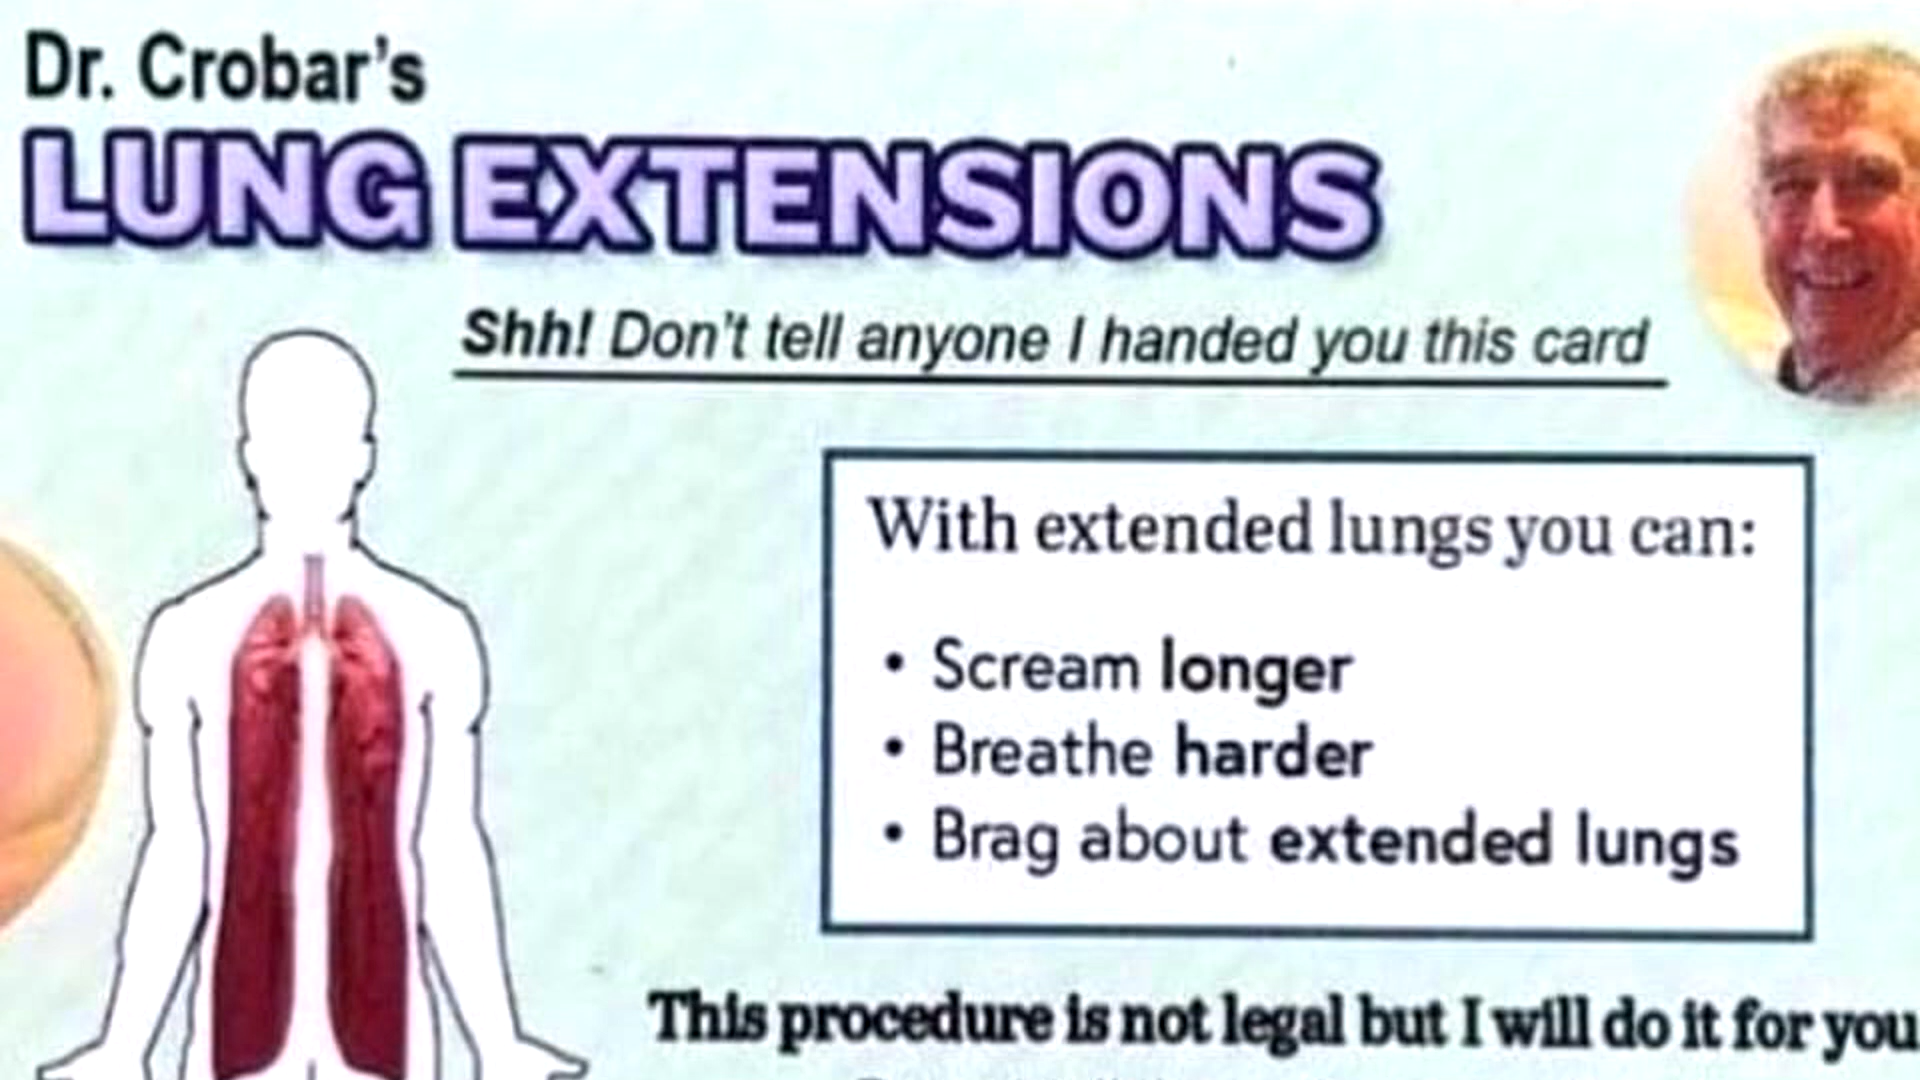 Dr. Crobar’s
LUNG EXTENSIONS
Shh! Don’t tell anyone I handed you this card
With extended lungs you can:
• Scream longer
• Breathe harder
• Brag about extended lungs
This procedure is not legal but I will do it for you